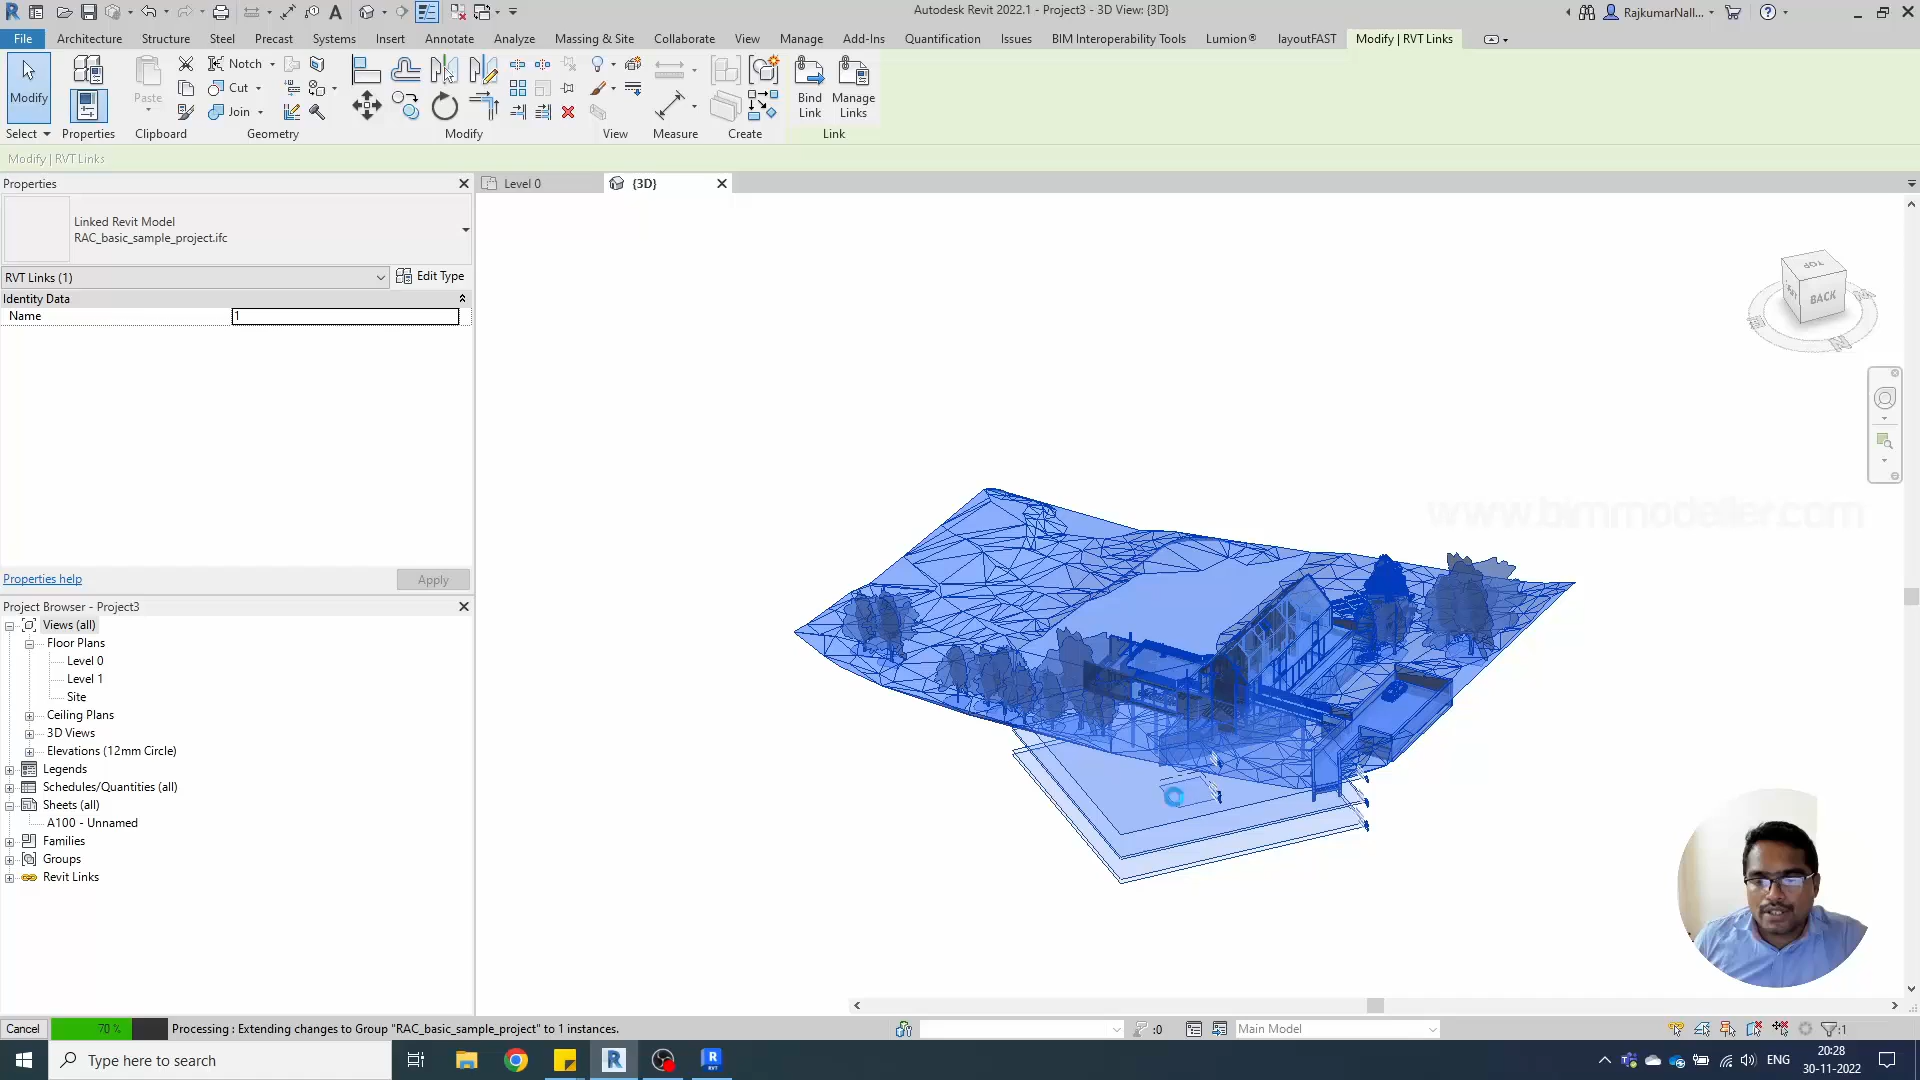 Autodesk Revit 2022.1 - Project3 - 3D View: {3D}
RajkumarNall...
File Architecture Structure Steel Precast Systems Insert Annotate Analyze Massing & Site Collaborate View Manage Add-Ins Quantification Issues BIM Interoperability Tools Lumion® layoutFAST Modify | RVT Links
Modify
Paste
Notch
Cut
Join
Bind
Link
Manage
Links
Select Properties Clipboard Geometry Modify View Measure Create Link
Modify | RVT Links
Properties
Level 0
{3D}
Linked Revit Model
RAC_basic_sample_project.ifc
RVT Links (1)
Edit Type
Identity Data
Name
1
TOP
BACK
www.bimmodeller.com
Properties help
Apply
Project Browser - Project3
Views (all)
Floor Plans
Level 0
Level 1
Site
Ceiling Plans
3D Views
Elevations (12mm Circle)
Legends
Schedules/Quantities (all)
Sheets (all)
A100 - Unnamed
Families
Groups
Revit Links
Cancel
70 %
Processing : Extending changes to Group "RAC_basic_sample_project" to 1 instances.
:0
Main Model
:1
Type here to search
ENG
20:28
30-11-2022